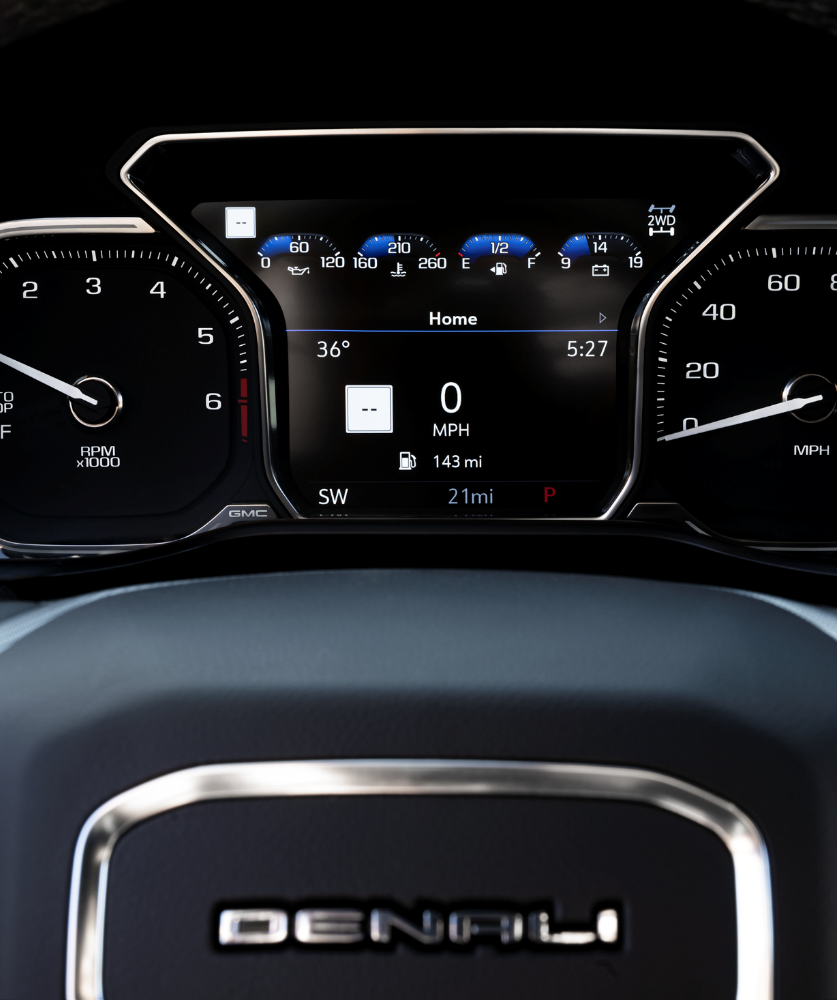 --
2WD
60
210
1/2
14
0 120 160 260 E F 9 19
Home
36° 5:27
--
0
MPH
143 mi
SW 21mi P
2 3 4 5 6
RPM
x1000
GMC
0 20 40 60
MPH
DENALI